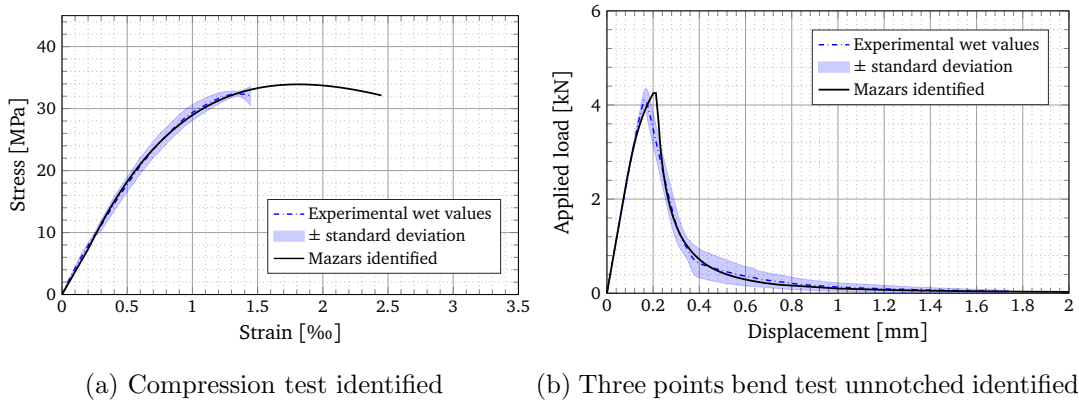 40
30
20
10
0
0
0.5
1
1.5
2
2.5
3
3.5
Stress [MPa]
Strain [‰]
Experimental wet values
± standard deviation
Mazars identified
(a) Compression test identified
6
4
2
0
0
0.2
0.4
0.6
0.8
1
1.2
1.4
1.6
1.8
2
Applied load [kN]
Displacement [mm]
Experimental wet values
± standard deviation
Mazars identified
(b) Three points bend test unnotched identified